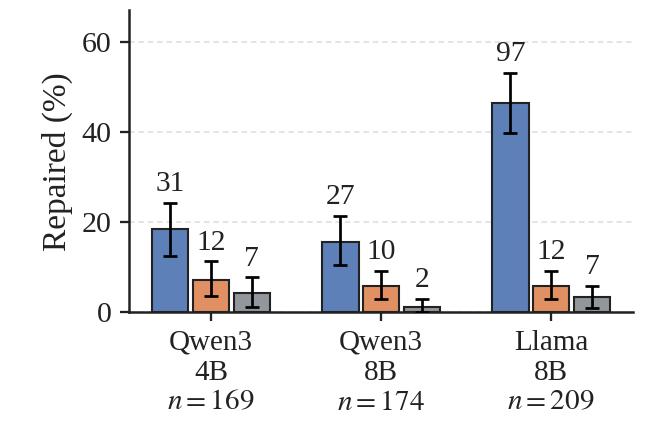 Repaired (%)
60
40
20
0
31
12
7
27
10
2
97
12
7
Qwen3
4B
n=169
Qwen3
8B
n=174
Llama
8B
n=209